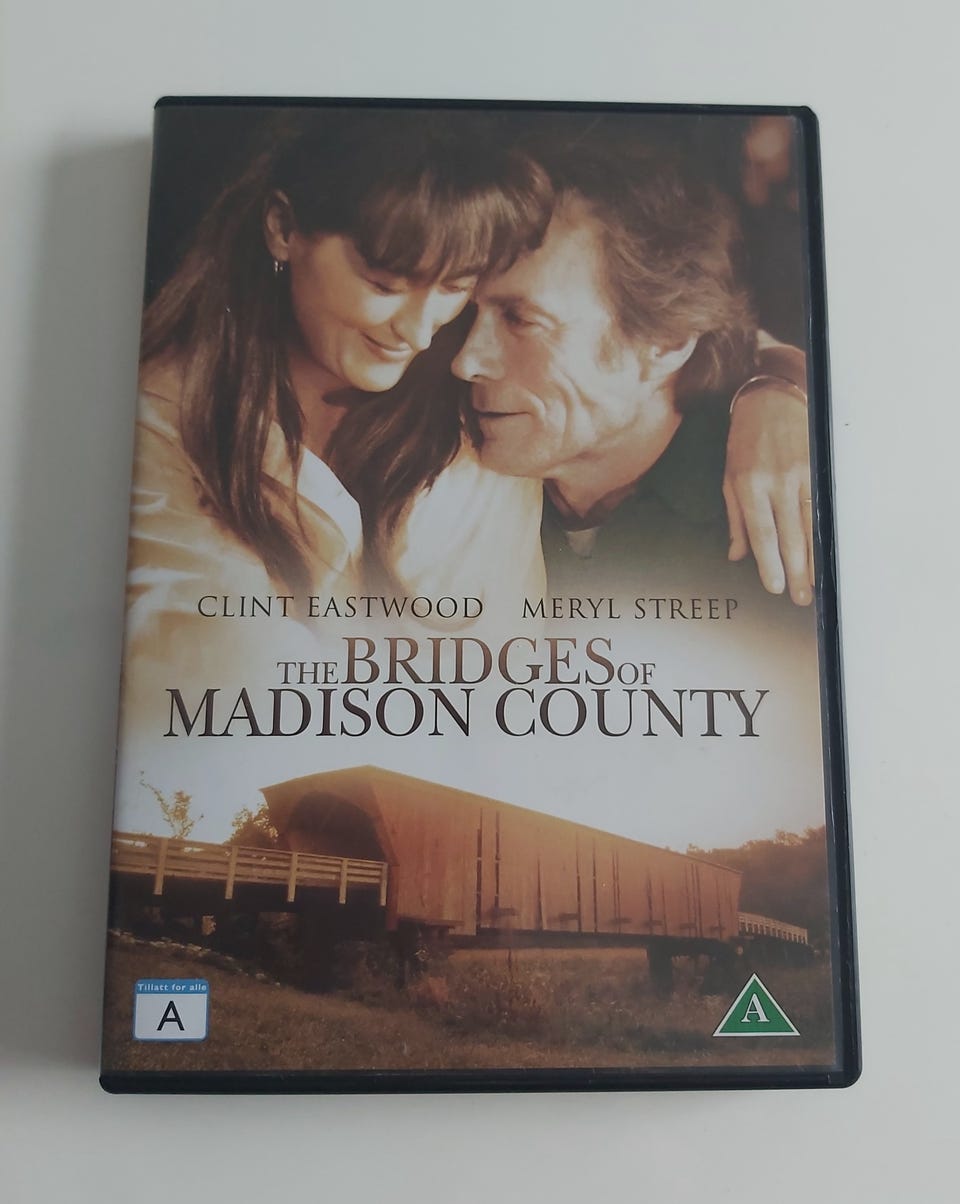 CLINT EASTWOOD MERYL STREEP
THE BRIDGES OF
MADISON COUNTY
Tillatt for alle
A
A